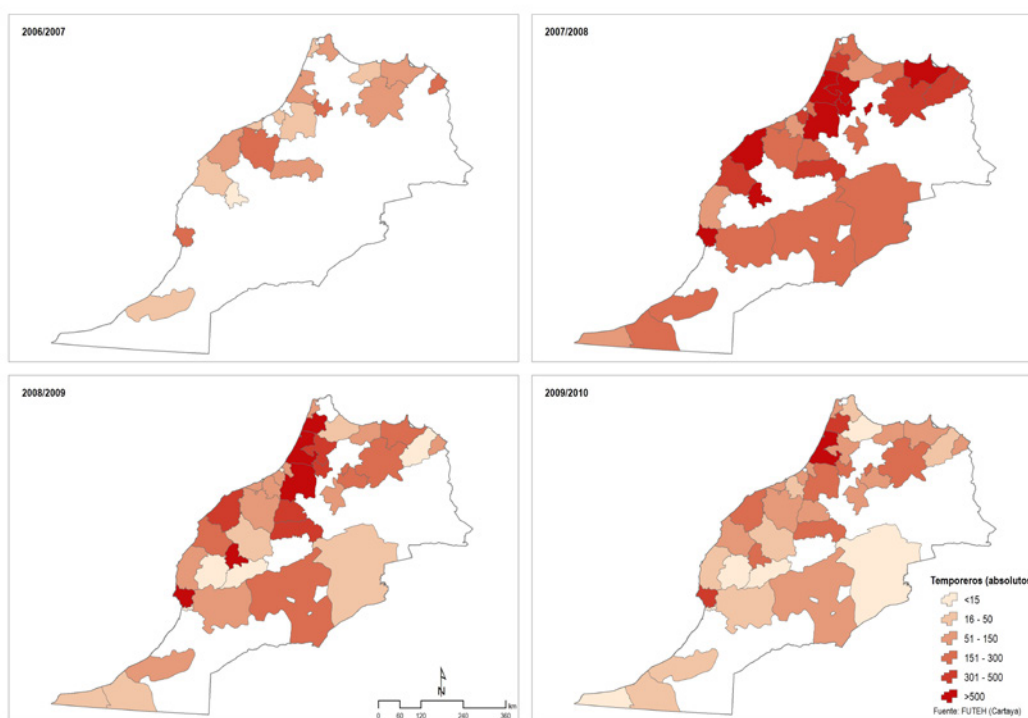 2006/2007
2007/2008
2008/2009
2009/2010
N
km
0 60 120 240 360
Temporeros (absolutos
<15
16 - 50
51 - 150
151 - 300
301 - 500
>500
Fuente: FUTEH (Cartaya)